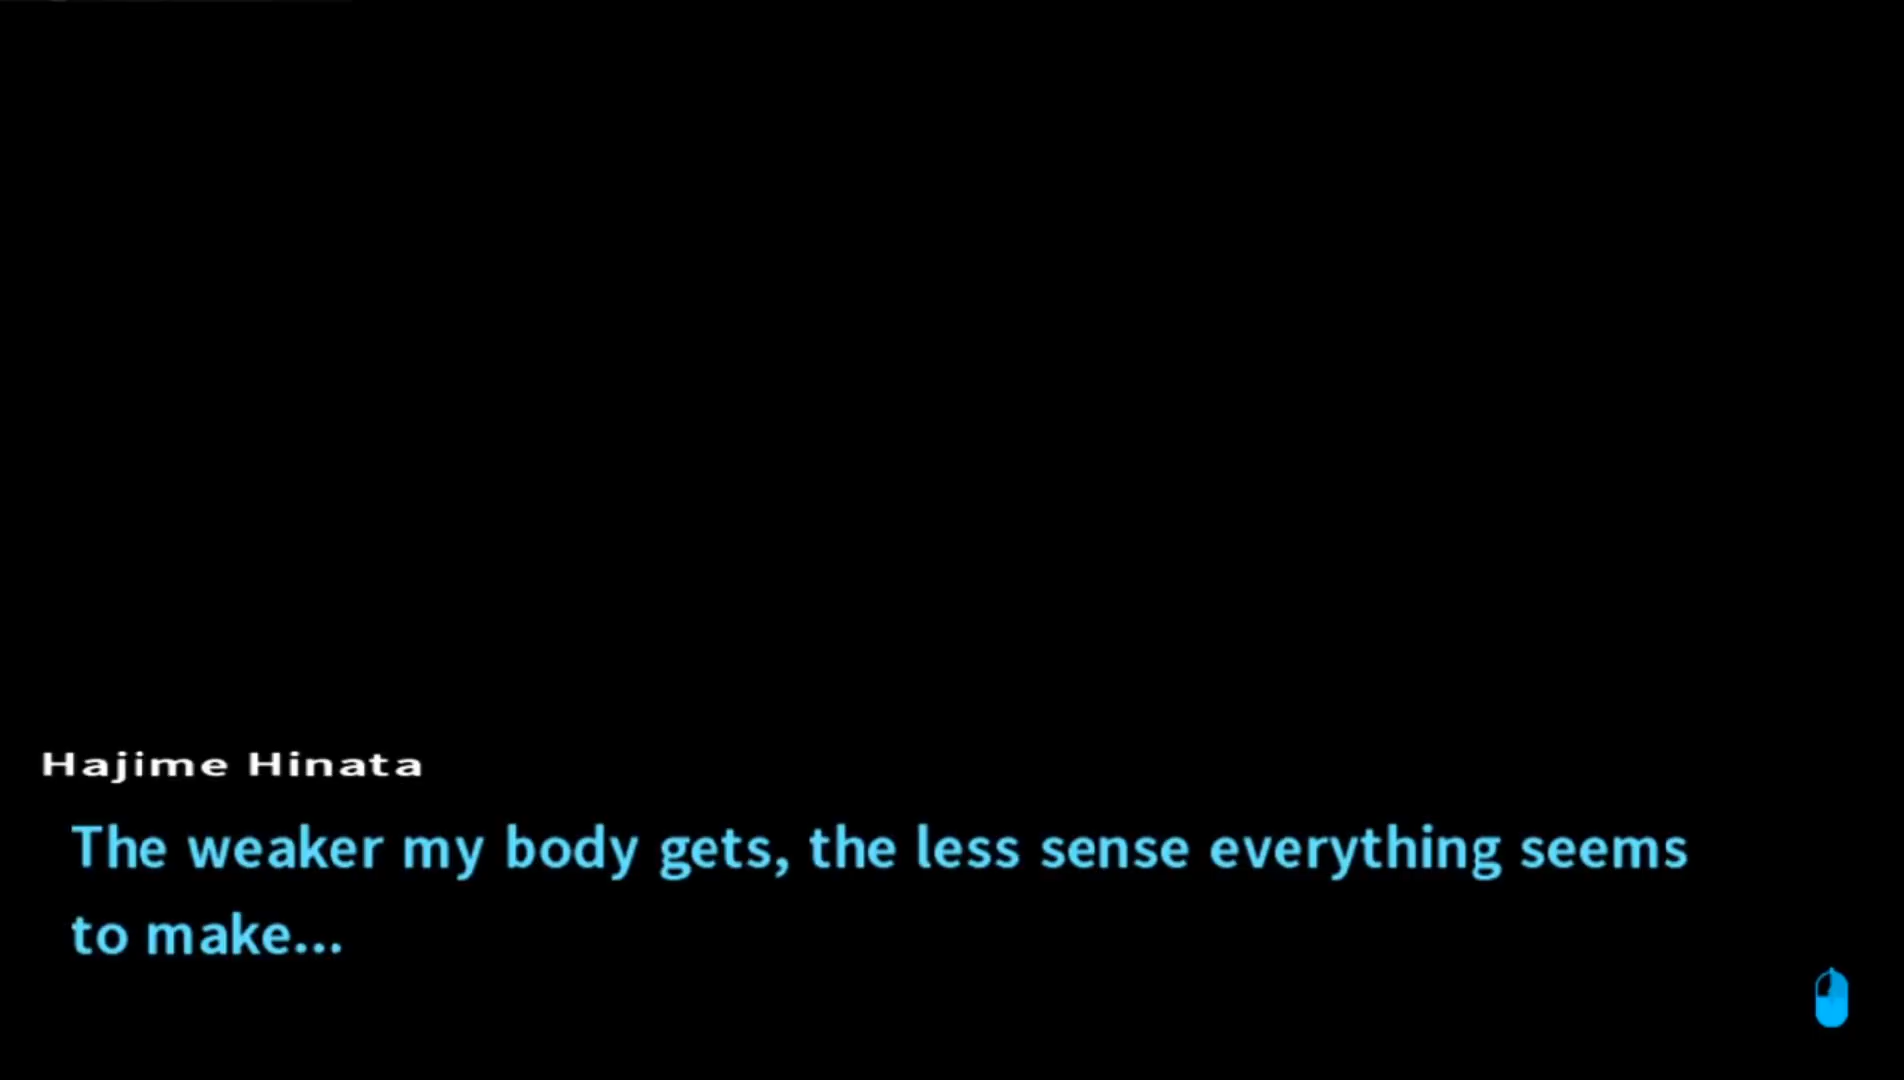 Hajime Hinata
The weaker my body gets, the less sense everything seems
to make...